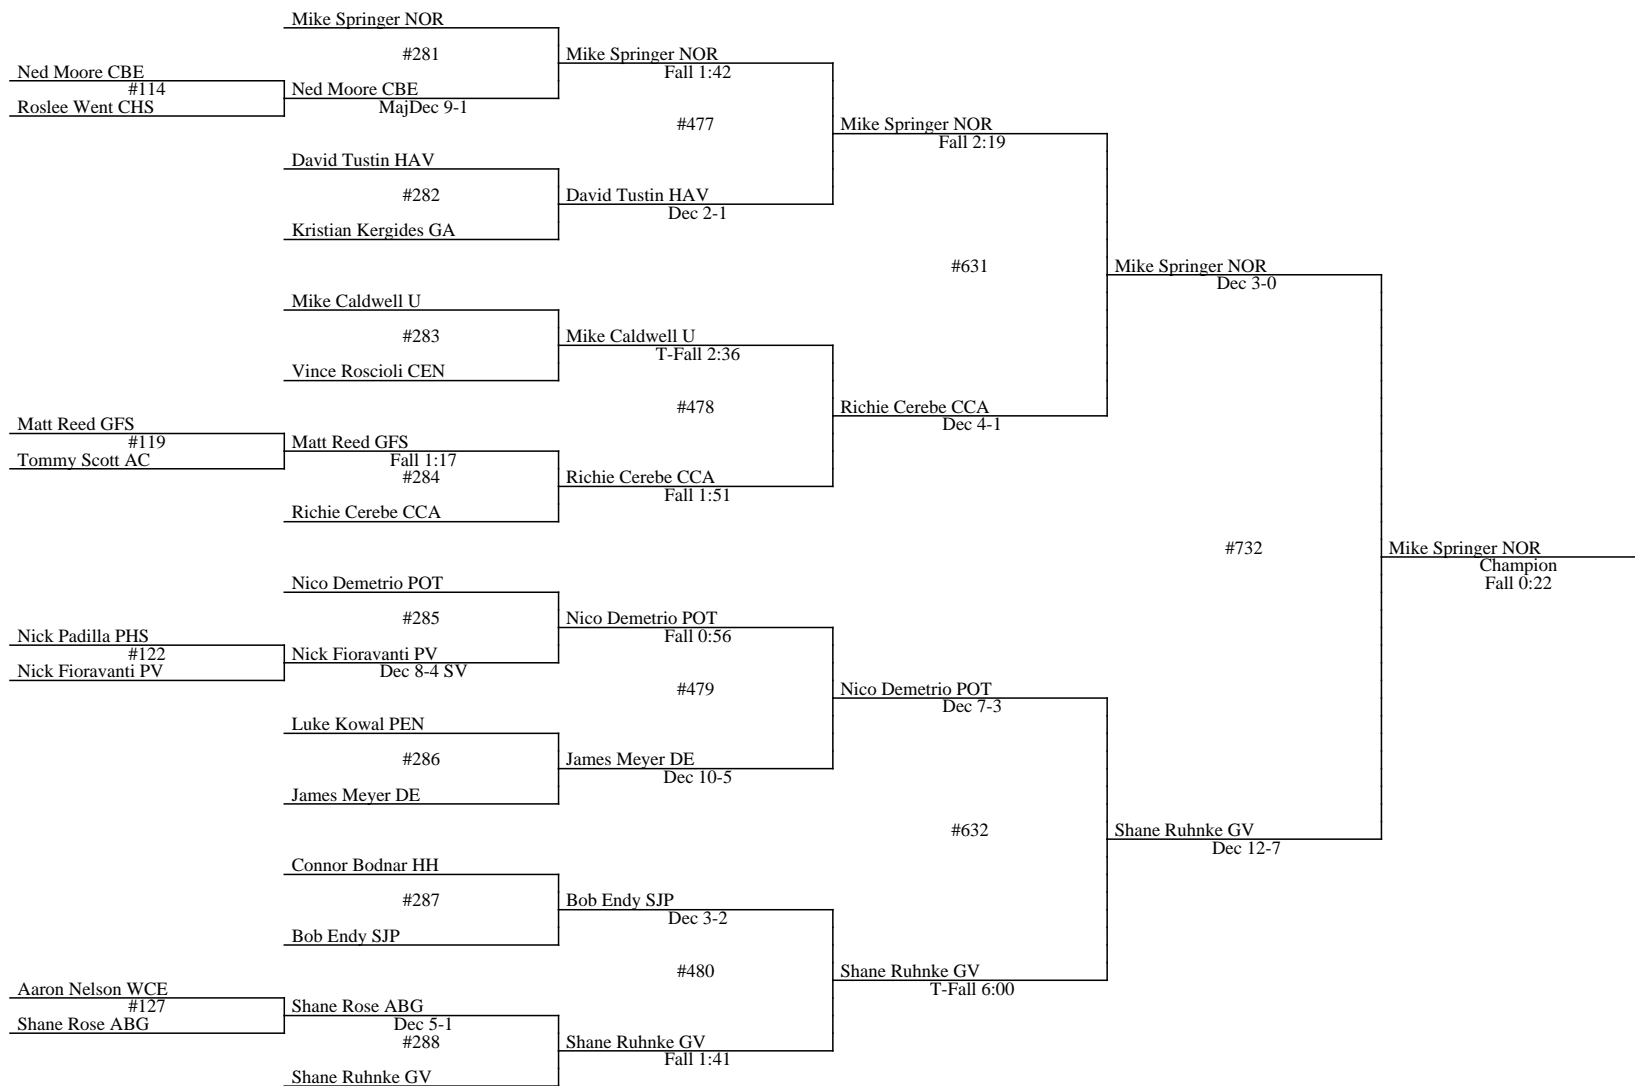 Mike Springer NOR
#281
Mike Springer NOR
Fall 1:42
Ned Moore CBE
#114
Roslee Went CHS
Ned Moore CBE
MajDec 9-1
#477
Mike Springer NOR
Fall 2:19
David Tustin HAV
#282
David Tustin HAV
Dec 2-1
Kristian Kergides GA
#631
Mike Springer NOR
Dec 3-0
Mike Caldwell U
#283
Mike Caldwell U
T-Fall 2:36
Vince Roscioli CEN
#478
Richie Cerebe CCA
Dec 4-1
Matt Reed GFS
#119
Tommy Scott AC
Matt Reed GFS
Fall 1:17
#284
Richie Cerebe CCA
Fall 1:51
Richie Cerebe CCA
#732
Mike Springer NOR
Champion
Fall 0:22
Nico Demetrio POT
#285
Nico Demetrio POT
Fall 0:56
Nick Padilla PHS
#122
Nick Fioravanti PV
Nick Fioravanti PV
Dec 8-4 SV
#479
Nico Demetrio POT
Dec 7-3
Luke Kowal PEN
#286
James Meyer DE
Dec 10-5
James Meyer DE
#632
Shane Ruhnke GV
Dec 12-7
Connor Bodnar HH
#287
Bob Endy SJP
Dec 3-2
Bob Endy SJP
#480
Shane Ruhnke GV
T-Fall 6:00
Aaron Nelson WCE
#127
Shane Rose ABG
Shane Rose ABG
Dec 5-1
#288
Shane Ruhnke GV
Fall 1:41
Shane Ruhnke GV